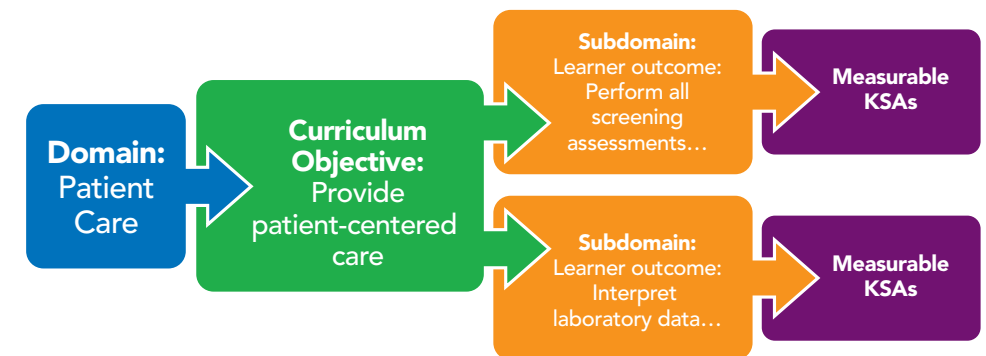 Domain:
Patient
Care
Curriculum
Objective:
Provide
patient-centered
care
Subdomain:
Learner outcome:
Perform all
screening
assessments…
Measurable
KSAs
Subdomain:
Learner outcome:
Interpret
laboratory data…
Measurable
KSAs